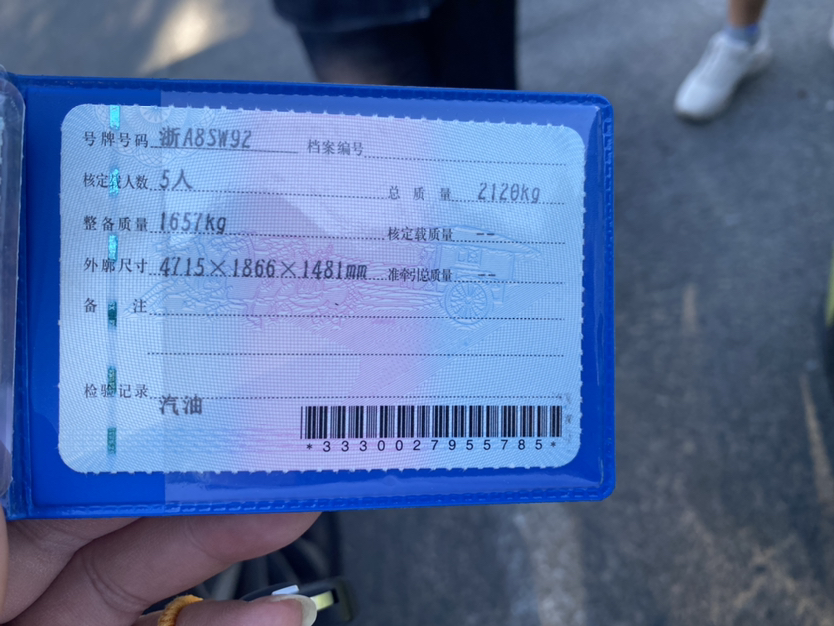 号牌号码 浙A8SW92 档案编号
核定载人数 5人 总质量 2120kg
整备质量 1657kg 核定载质量 --
外廓尺寸 4715×1866×1481mm 准牵引总质量 --
备注
检验记录 汽油
*3330027955785*